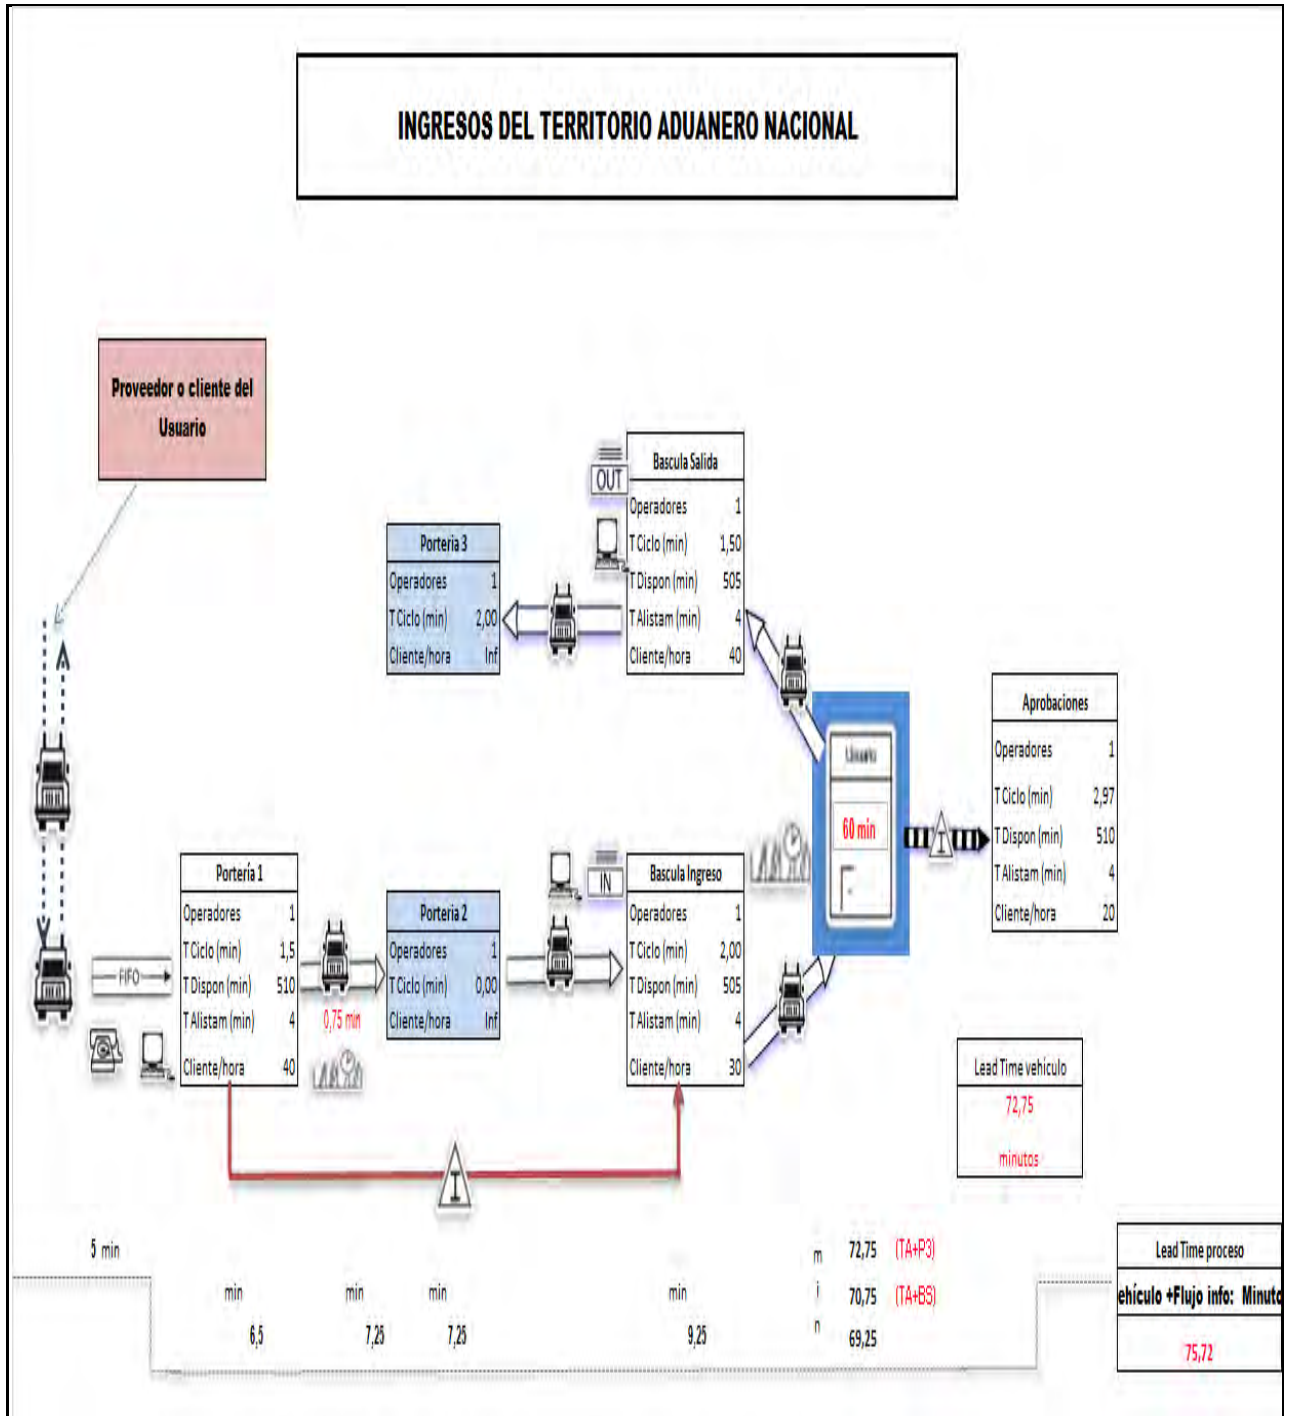 INGRESOS DEL TERRITORIO ADUANERO NACIONAL
Proveedor o cliente del
Usuario
OUT
Bascula Salida
Operadores 1
T Ciclo (min) 1,50
T Dispon (min) 505
T Alistam (min) 4
Cliente/hora 40
Porteria 3
Operadores 1
T Ciclo (min) 2,00
Cliente/hora Inf
Usuario
60 min
I
Aprobaciones
Operadores 1
T Ciclo (min) 2,97
T Dispon (min) 510
T Alistam (min) 4
Cliente/hora 20
FIFO
Portería 1
Operadores 1
T Ciclo (min) 1,5
T Dispon (min) 510
T Alistam (min) 4
Cliente/hora 40
0,75 min
Porteria 2
Operadores 1
T Ciclo (min) 0,00
Cliente/hora Inf
IN
Bascula Ingreso
Operadores 1
T Ciclo (min) 2,00
T Dispon (min) 505
T Alistam (min) 4
Cliente/hora 30
I
Lead Time vehículo
72,75
minutos
5 min
min min min min
6,5 7,25 7,25 9,25
m 72,75 (TA+P3)
i 70,75 (TA+BS)
n 69,25
Lead Time proceso
ehículo +Flujo info: Minuto
75,72